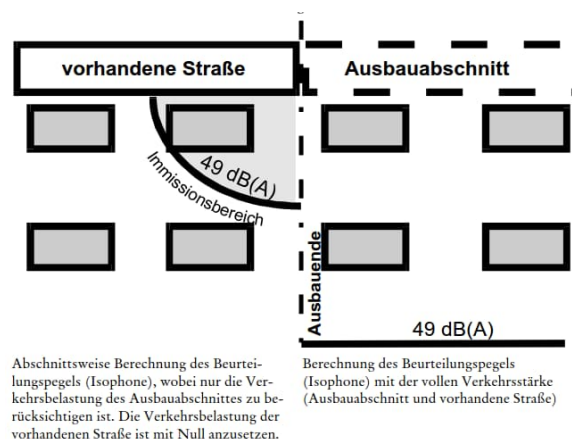 vorhandene Straße
Ausbauabschnitt
49 dB(A)
Immissionsbereich
Ausbauende
49 dB(A)
Abschnittsweise Berechnung des Beurtei-
lungspegels (Isophone), wobei nur die Ver-
kehrsbelastung des Ausbauabschnittes zu be-
rücksichtigen ist. Die Verkehrsbelastung der
vorhandenen Straße ist mit Null anzusetzen.
Berechnung des Beurteilungspegels
(Isophone) mit der vollen Verkehrsstärke
(Ausbauabschnitt und vorhandene Straße)